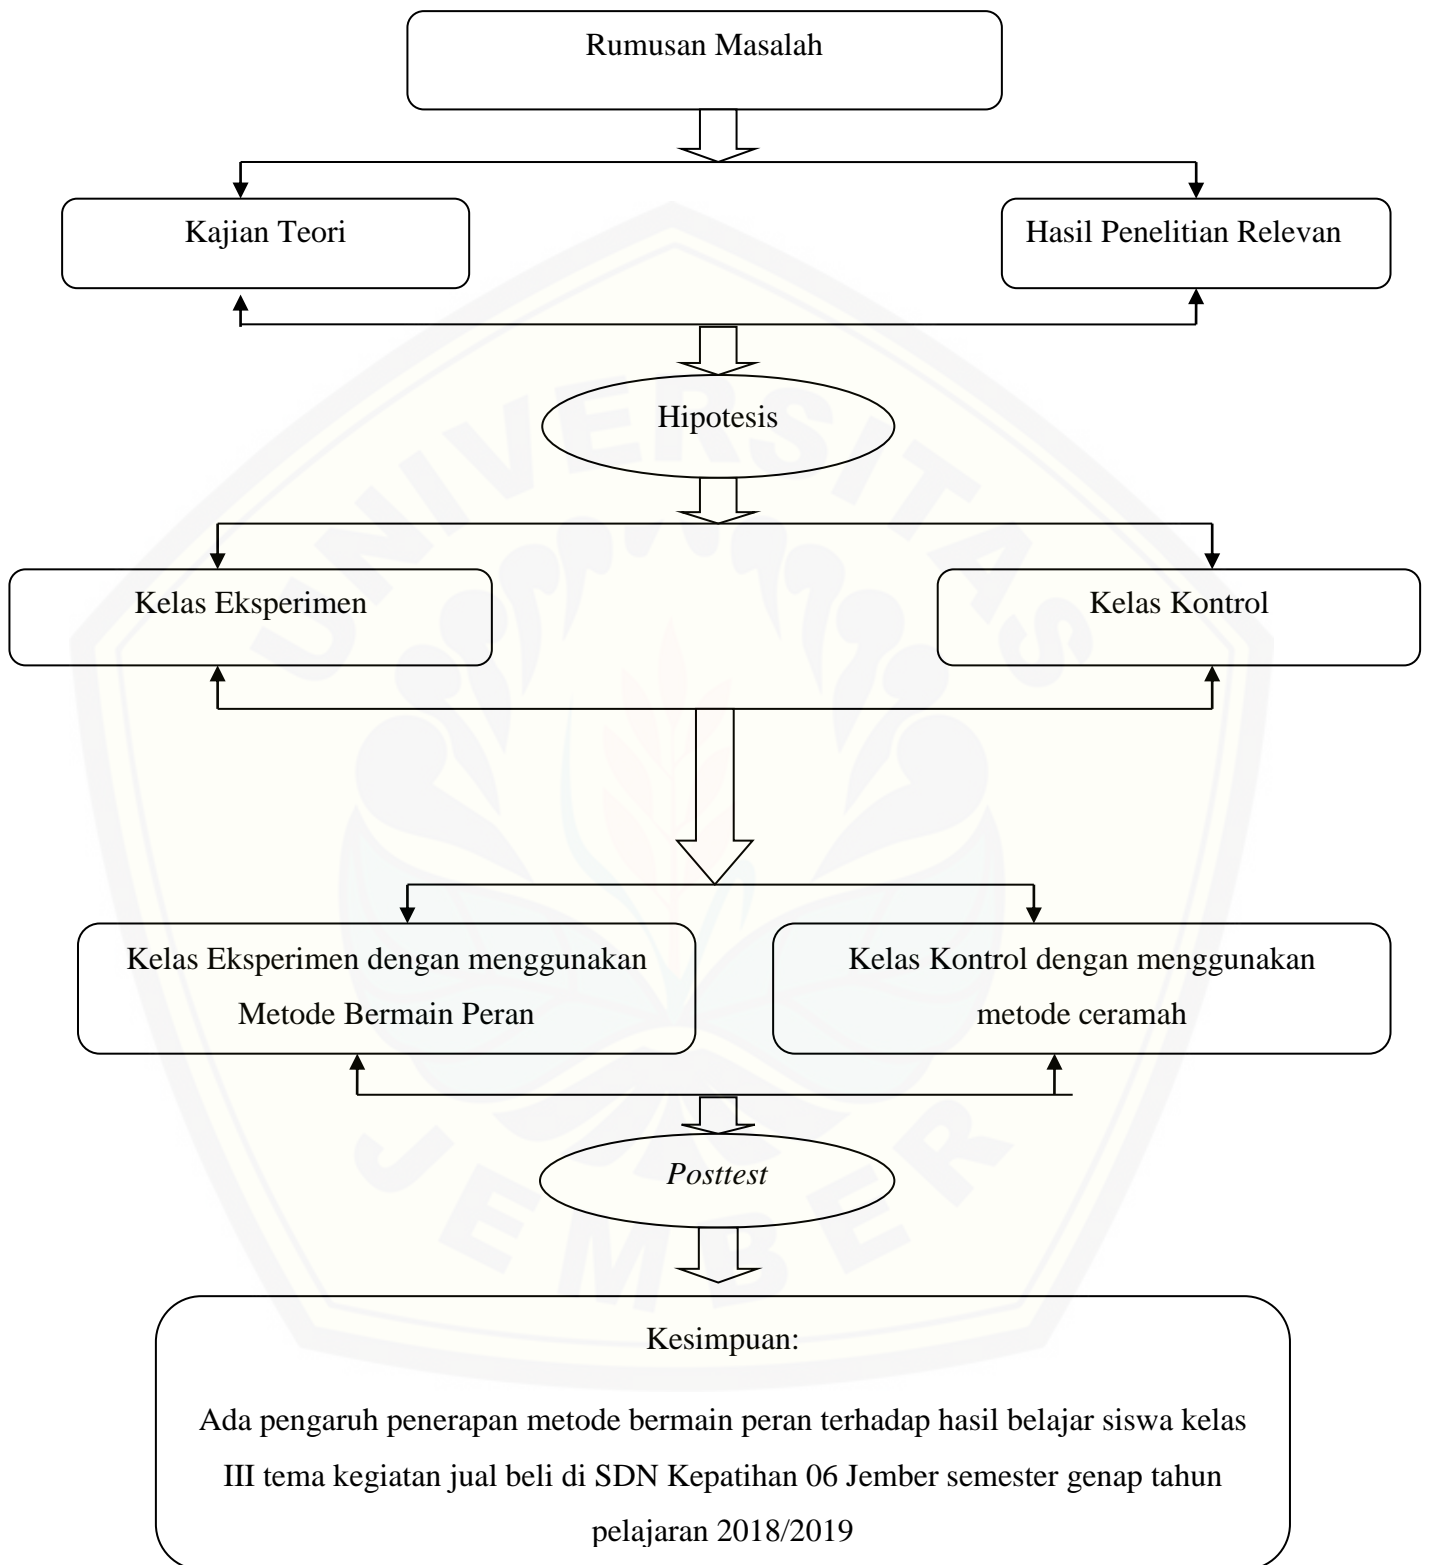 Rumusan Masalah
Kajian Teori
Hasil Penelitian Relevan
Hipotesis
Kelas Eksperimen
Kelas Kontrol
Kelas Eksperimen dengan menggunakan
Metode Bermain Peran
Kelas Kontrol dengan menggunakan
metode ceramah
Posttest
Kesimpuan:
Ada pengaruh penerapan metode bermain peran terhadap hasil belajar siswa kelas
III tema kegiatan jual beli di SDN Kepatihan 06 Jember semester genap tahun
pelajaran 2018/2019
UNIVERSITAS
JEMBER